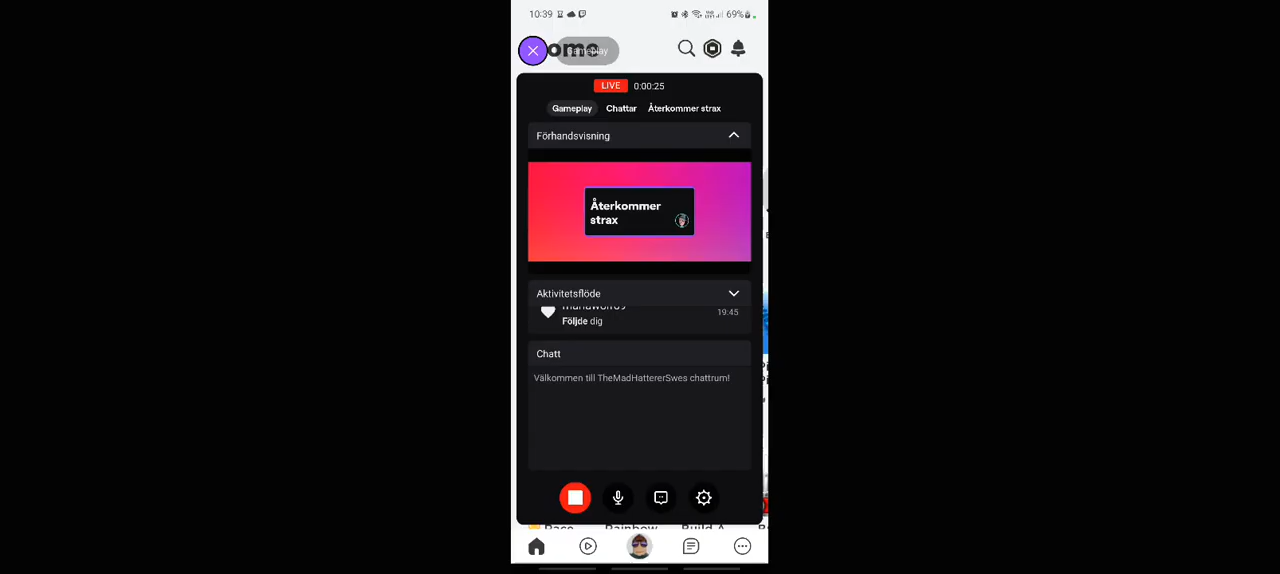 10:39
69%
ome
Gameplay
LIVE 0:00:25
Gameplay Chattar Återkommer strax
Förhandsvisning
Återkommer
strax
Aktivitetsflöde
19:45
Följde dig
Chatt
Välkommen till TheMadHattererSwes chattrum!
Race Rainbow Build A